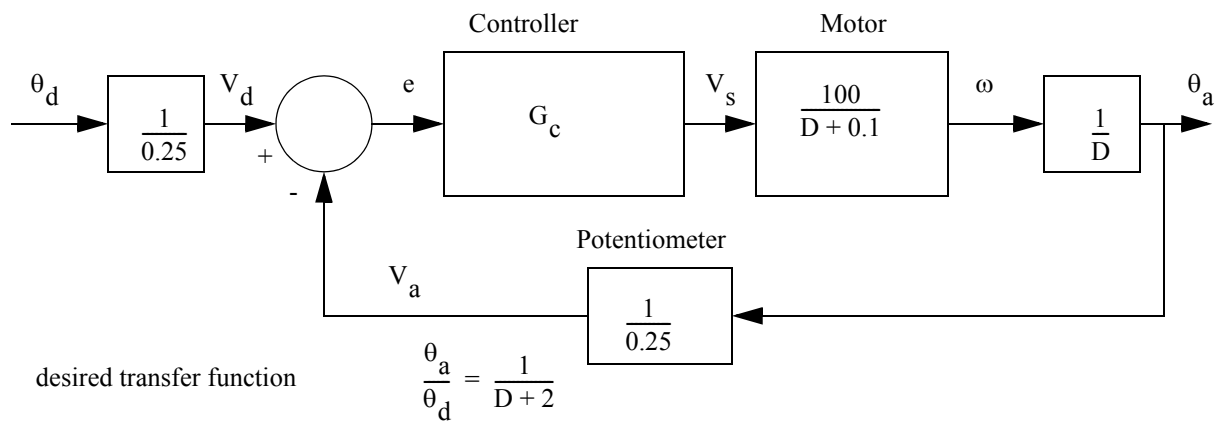 Controller
Motor
θd
Vd
e
Vs
ω
θa
1
0.25
+
-
Gc
100
D + 0.1
1
D
Potentiometer
Va
1
0.25
desired transfer function
θa
θd
=
1
D + 2